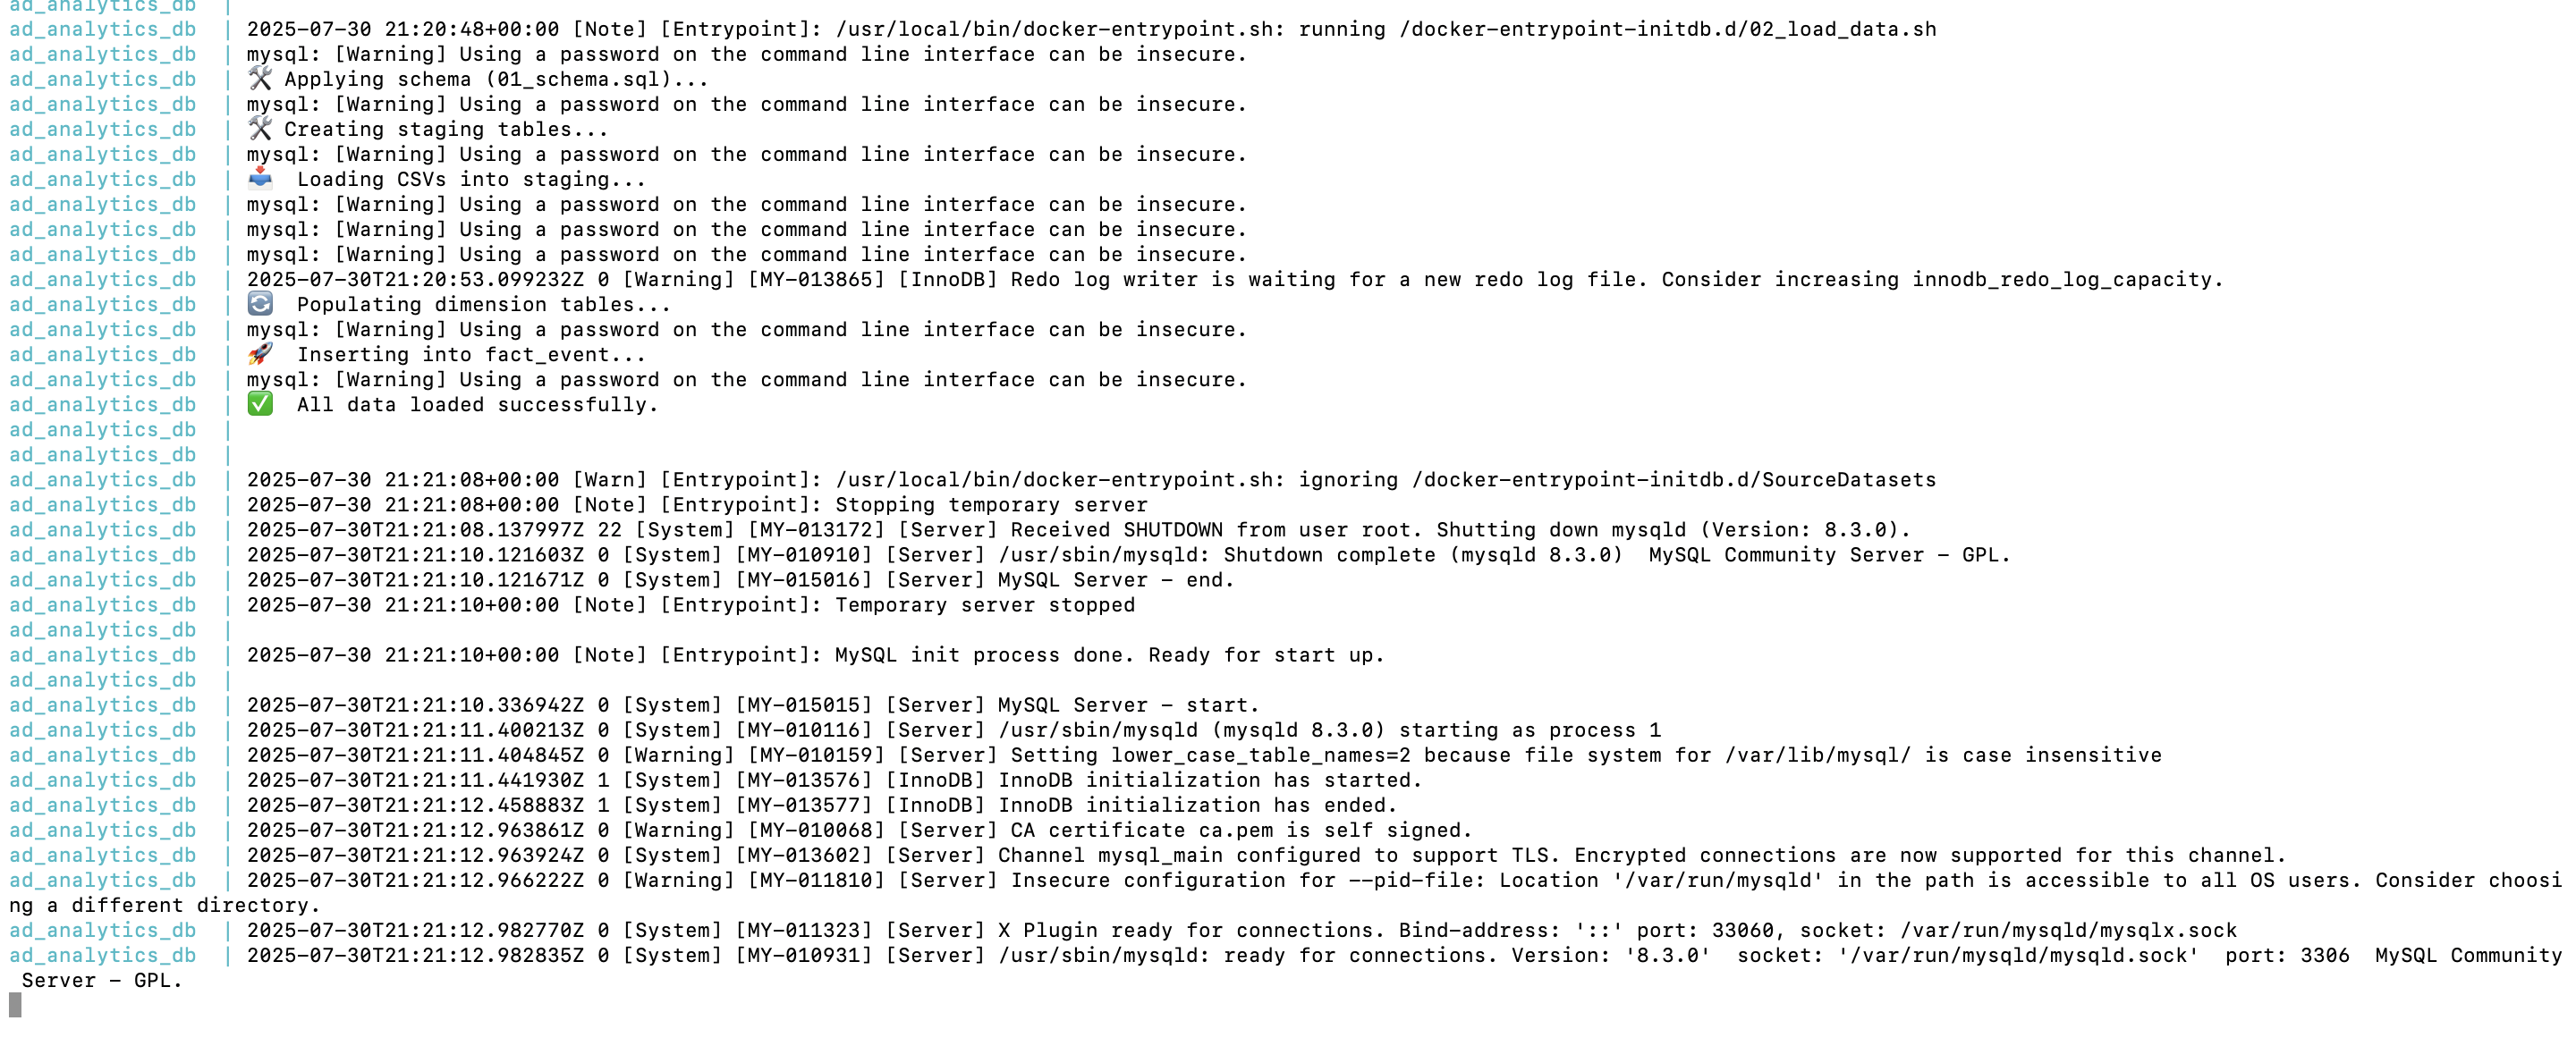 ad_analytics_db  |
ad_analytics_db  | 2025-07-30 21:20:48+00:00 [Note] [Entrypoint]: /usr/local/bin/docker-entrypoint.sh: running /docker-entrypoint-initdb.d/02_load_data.sh
ad_analytics_db  | mysql: [Warning] Using a password on the command line interface can be insecure.
ad_analytics_db  | 🛠 Applying schema (01_schema.sql)...
ad_analytics_db  | mysql: [Warning] Using a password on the command line interface can be insecure.
ad_analytics_db  | 🛠 Creating staging tables...
ad_analytics_db  | mysql: [Warning] Using a password on the command line interface can be insecure.
ad_analytics_db  | 📥  Loading CSVs into staging...
ad_analytics_db  | mysql: [Warning] Using a password on the command line interface can be insecure.
ad_analytics_db  | mysql: [Warning] Using a password on the command line interface can be insecure.
ad_analytics_db  | mysql: [Warning] Using a password on the command line interface can be insecure.
ad_analytics_db  | 2025-07-30T21:20:53.099232Z 0 [Warning] [MY-013865] [InnoDB] Redo log writer is waiting for a new redo log file. Consider increasing innodb_redo_log_capacity.
ad_analytics_db  | 🔄  Populating dimension tables...
ad_analytics_db  | mysql: [Warning] Using a password on the command line interface can be insecure.
ad_analytics_db  | 🚀  Inserting into fact_event...
ad_analytics_db  | mysql: [Warning] Using a password on the command line interface can be insecure.
ad_analytics_db  | ✅  All data loaded successfully.
ad_analytics_db  |
ad_analytics_db  |
ad_analytics_db  | 2025-07-30 21:21:08+00:00 [Warn] [Entrypoint]: /usr/local/bin/docker-entrypoint.sh: ignoring /docker-entrypoint-initdb.d/SourceDatasets
ad_analytics_db  | 2025-07-30 21:21:08+00:00 [Note] [Entrypoint]: Stopping temporary server
ad_analytics_db  | 2025-07-30T21:21:08.137997Z 22 [System] [MY-013172] [Server] Received SHUTDOWN from user root. Shutting down mysqld (Version: 8.3.0).
ad_analytics_db  | 2025-07-30T21:21:10.121603Z 0 [System] [MY-010910] [Server] /usr/sbin/mysqld: Shutdown complete (mysqld 8.3.0)  MySQL Community Server - GPL.
ad_analytics_db  | 2025-07-30T21:21:10.121671Z 0 [System] [MY-015016] [Server] MySQL Server - end.
ad_analytics_db  | 2025-07-30 21:21:10+00:00 [Note] [Entrypoint]: Temporary server stopped
ad_analytics_db  |
ad_analytics_db  | 2025-07-30 21:21:10+00:00 [Note] [Entrypoint]: MySQL init process done. Ready for start up.
ad_analytics_db  |
ad_analytics_db  | 2025-07-30T21:21:10.336942Z 0 [System] [MY-015015] [Server] MySQL Server - start.
ad_analytics_db  | 2025-07-30T21:21:11.400213Z 0 [System] [MY-010116] [Server] /usr/sbin/mysqld (mysqld 8.3.0) starting as process 1
ad_analytics_db  | 2025-07-30T21:21:11.404845Z 0 [Warning] [MY-010159] [Server] Setting lower_case_table_names=2 because file system for /var/lib/mysql/ is case insensitive
ad_analytics_db  | 2025-07-30T21:21:11.441930Z 1 [System] [MY-013576] [InnoDB] InnoDB initialization has started.
ad_analytics_db  | 2025-07-30T21:21:12.458883Z 1 [System] [MY-013577] [InnoDB] InnoDB initialization has ended.
ad_analytics_db  | 2025-07-30T21:21:12.963861Z 0 [Warning] [MY-010068] [Server] CA certificate ca.pem is self signed.
ad_analytics_db  | 2025-07-30T21:21:12.963924Z 0 [System] [MY-013602] [Server] Channel mysql_main configured to support TLS. Encrypted connections are now supported for this channel.
ad_analytics_db  | 2025-07-30T21:21:12.966222Z 0 [Warning] [MY-011810] [Server] Insecure configuration for --pid-file: Location '/var/run/mysqld' in the path is accessible to all OS users. Consider choosi
ng a different directory.
ad_analytics_db  | 2025-07-30T21:21:12.982770Z 0 [System] [MY-011323] [Server] X Plugin ready for connections. Bind-address: '::' port: 33060, socket: /var/run/mysqld/mysqlx.sock
ad_analytics_db  | 2025-07-30T21:21:12.982835Z 0 [System] [MY-010931] [Server] /usr/sbin/mysqld: ready for connections. Version: '8.3.0'  socket: '/var/run/mysqld/mysqld.sock'  port: 3306  MySQL Community
 Server - GPL.